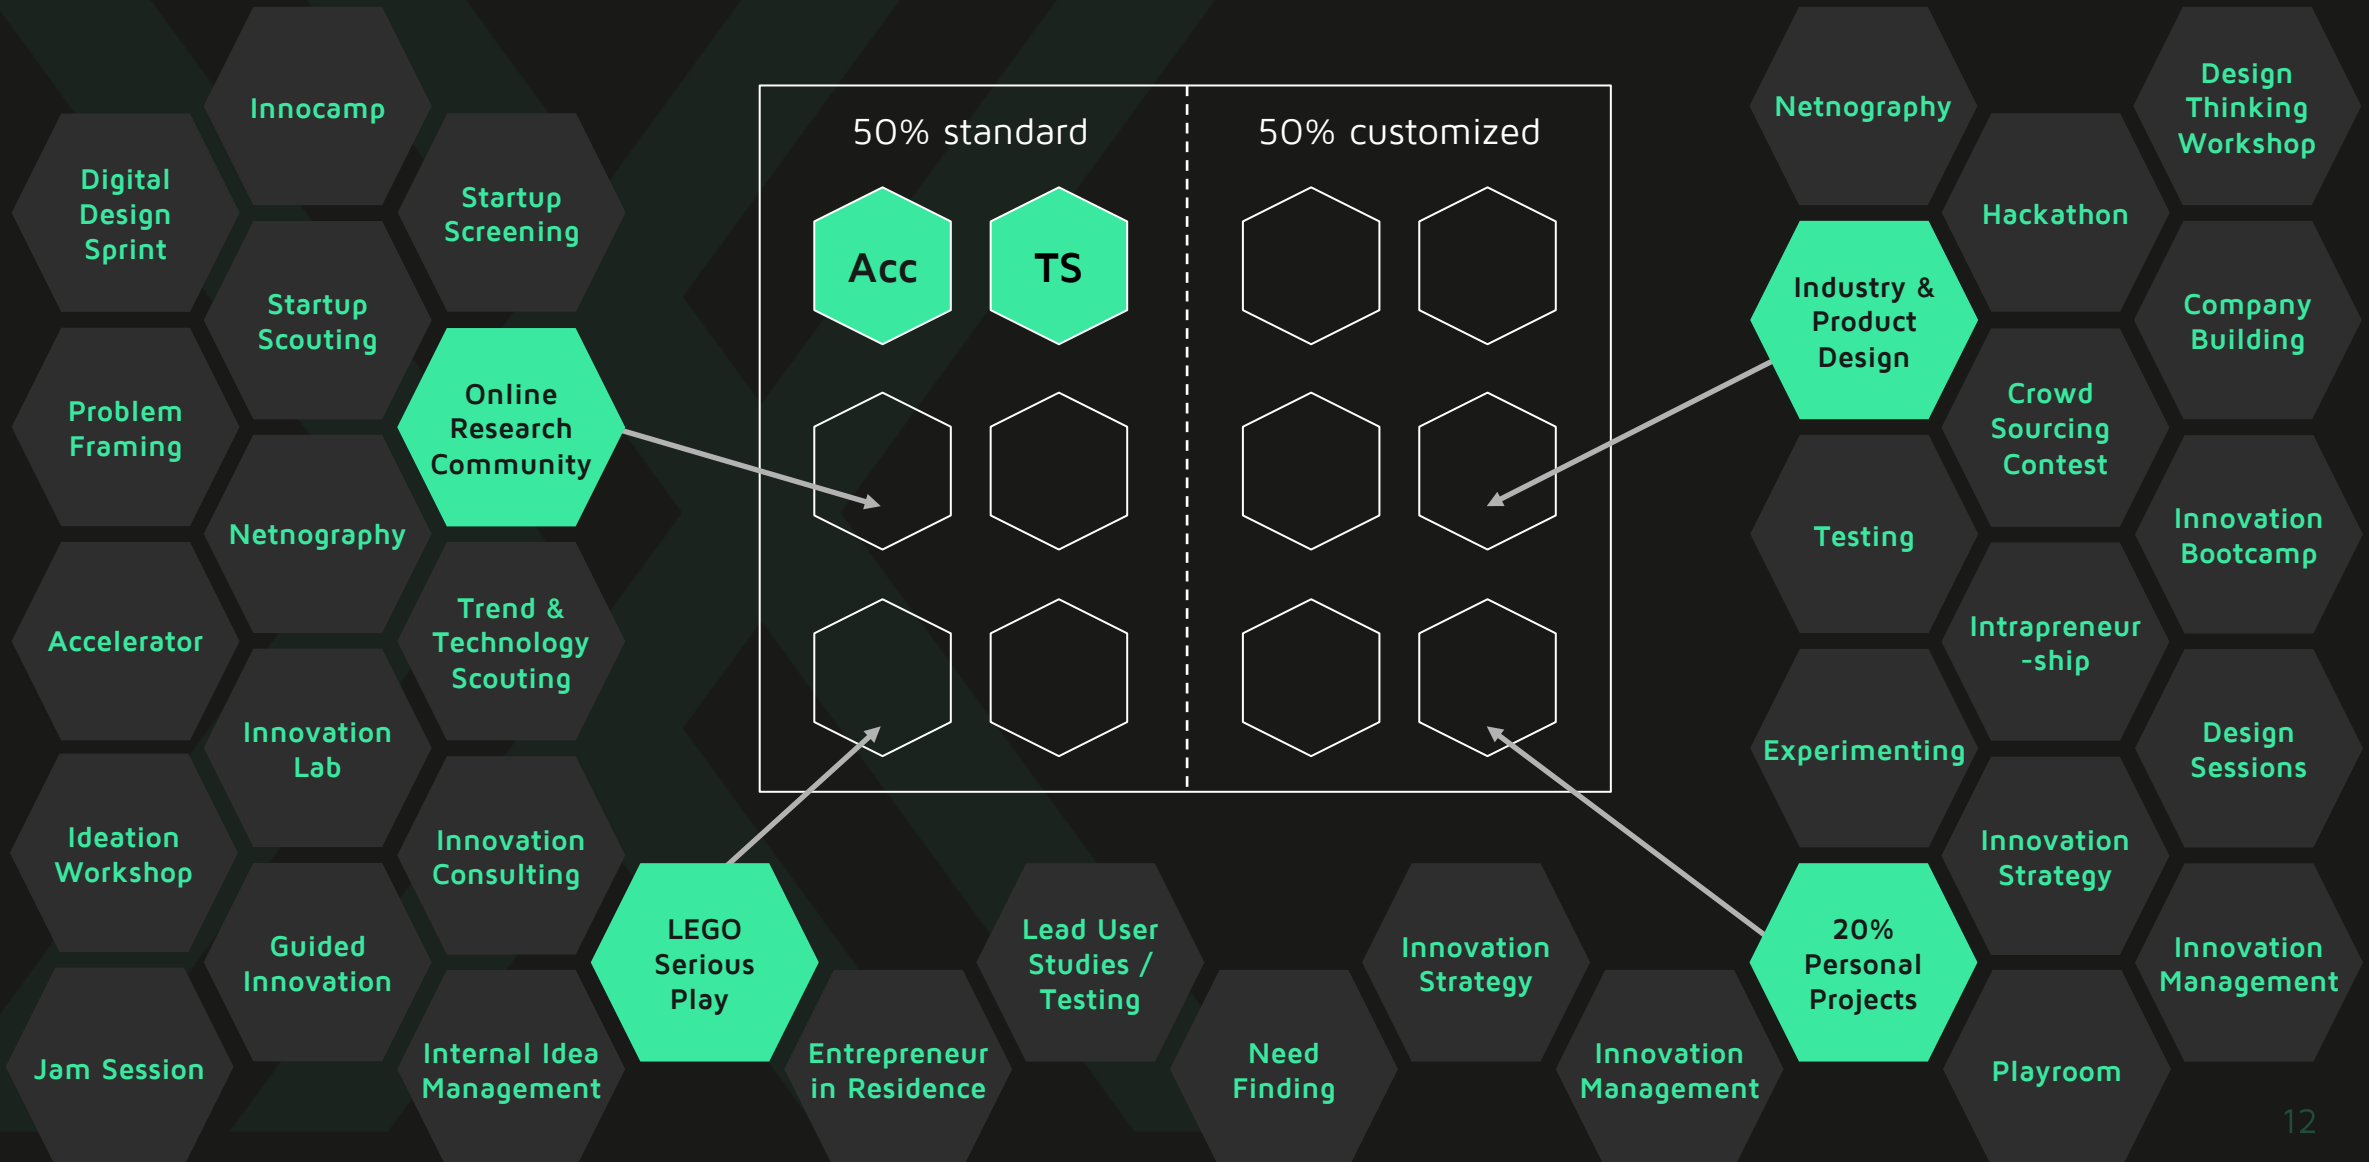 Innocamp
Digital
Design
Sprint
Startup
Screening
Startup
Scouting
Problem
Framing
Online
Research
Community
Netnography
Accelerator
Trend &
Technology
Scouting
Innovation
Lab
Ideation
Workshop
Innovation
Consulting
Guided
Innovation
Jam Session
Internal Idea
Management
50% standard
50% customized
Acc
TS
LEGO
Serious
Play
Entrepreneur
in Residence
Lead User
Studies /
Testing
Need
Finding
Innovation
Strategy
Innovation
Management
Netnography
Design
Thinking
Workshop
Hackathon
Industry &
Product
Design
Company
Building
Crowd
Sourcing
Contest
Testing
Innovation
Bootcamp
Intrapreneur
-ship
Experimenting
Design
Sessions
Innovation
Strategy
20%
Personal
Projects
Innovation
Management
Playroom
12